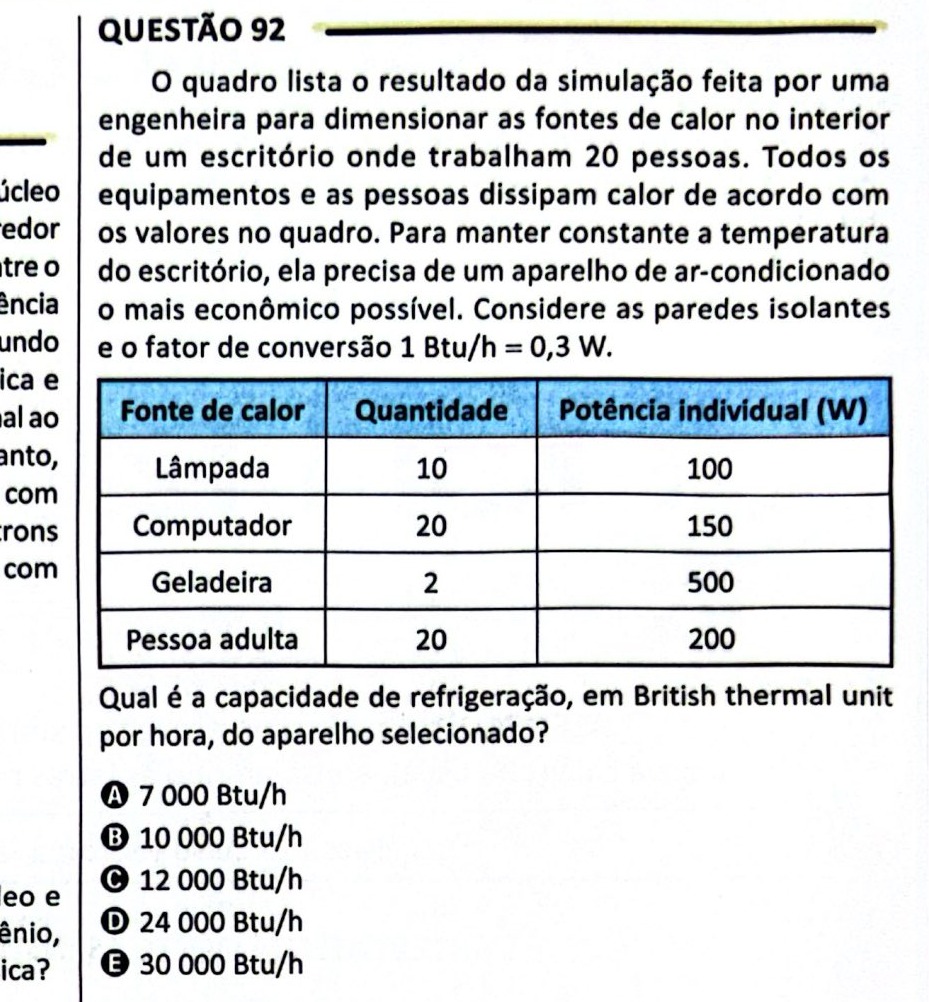 QUESTÃO 92
O quadro lista o resultado da simulação feita por uma
engenheira para dimensionar as fontes de calor no interior
de um escritório onde trabalham 20 pessoas. Todos os
equipamentos e as pessoas dissipam calor de acordo com
os valores no quadro. Para manter constante a temperatura
do escritório, ela precisa de um aparelho de ar-condicionado
o mais econômico possível. Considere as paredes isolantes
e o fator de conversão 1 Btu/h = 0,3 W.
Fonte de calor Quantidade Potência individual (W)
Lâmpada 10 100
Computador 20 150
Geladeira 2 500
Pessoa adulta 20 200
Qual é a capacidade de refrigeração, em British thermal unit
por hora, do aparelho selecionado?
A 7 000 Btu/h
B 10 000 Btu/h
C 12 000 Btu/h
D 24 000 Btu/h
E 30 000 Btu/h
úcleo
edor
tre o
ência
undo
ica e
al ao
anto,
com
trons
com
leo e
ênio,
ica?